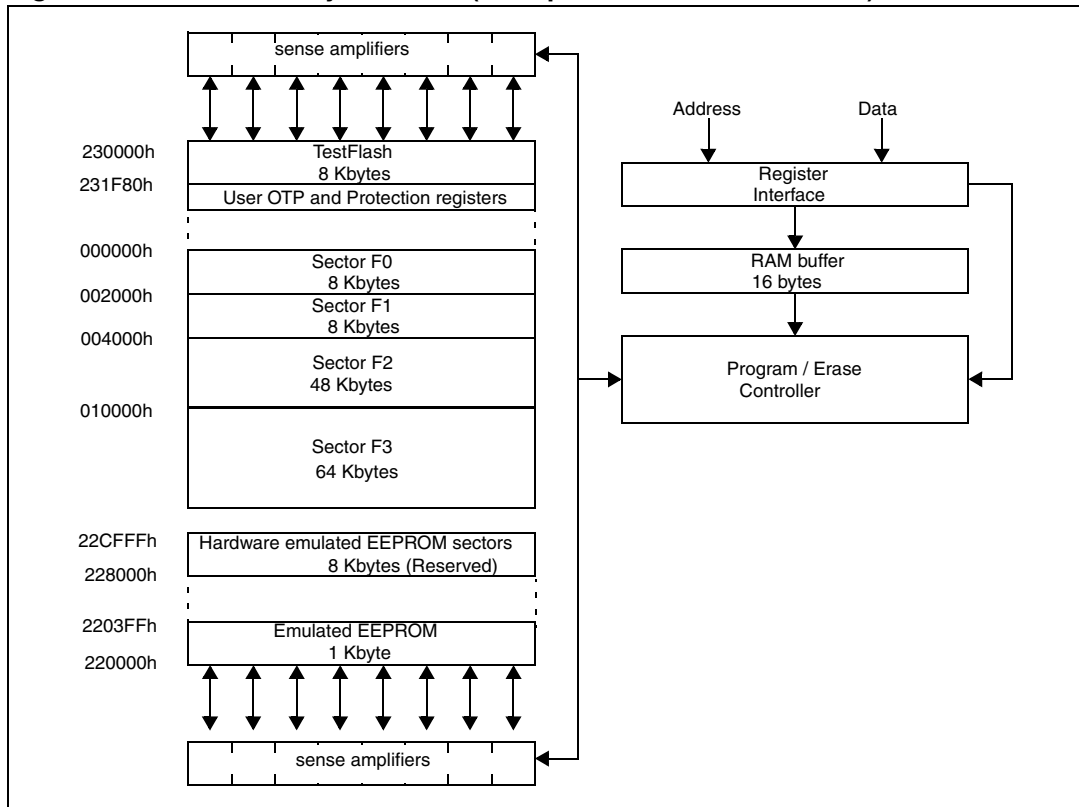 sense amplifiers
Address
Data
230000h
TestFlash
8 Kbytes
Register
Interface
231F80h
User OTP and Protection registers
000000h
Sector F0
8 Kbytes
RAM buffer
16 bytes
002000h
Sector F1
8 Kbytes
004000h
Sector F2
48 Kbytes
Program / Erase
Controller
010000h
Sector F3
64 Kbytes
22CFFFh
Hardware emulated EEPROM sectors
8 Kbytes (Reserved)
228000h
2203FFh
Emulated EEPROM
1 Kbyte
220000h
sense amplifiers